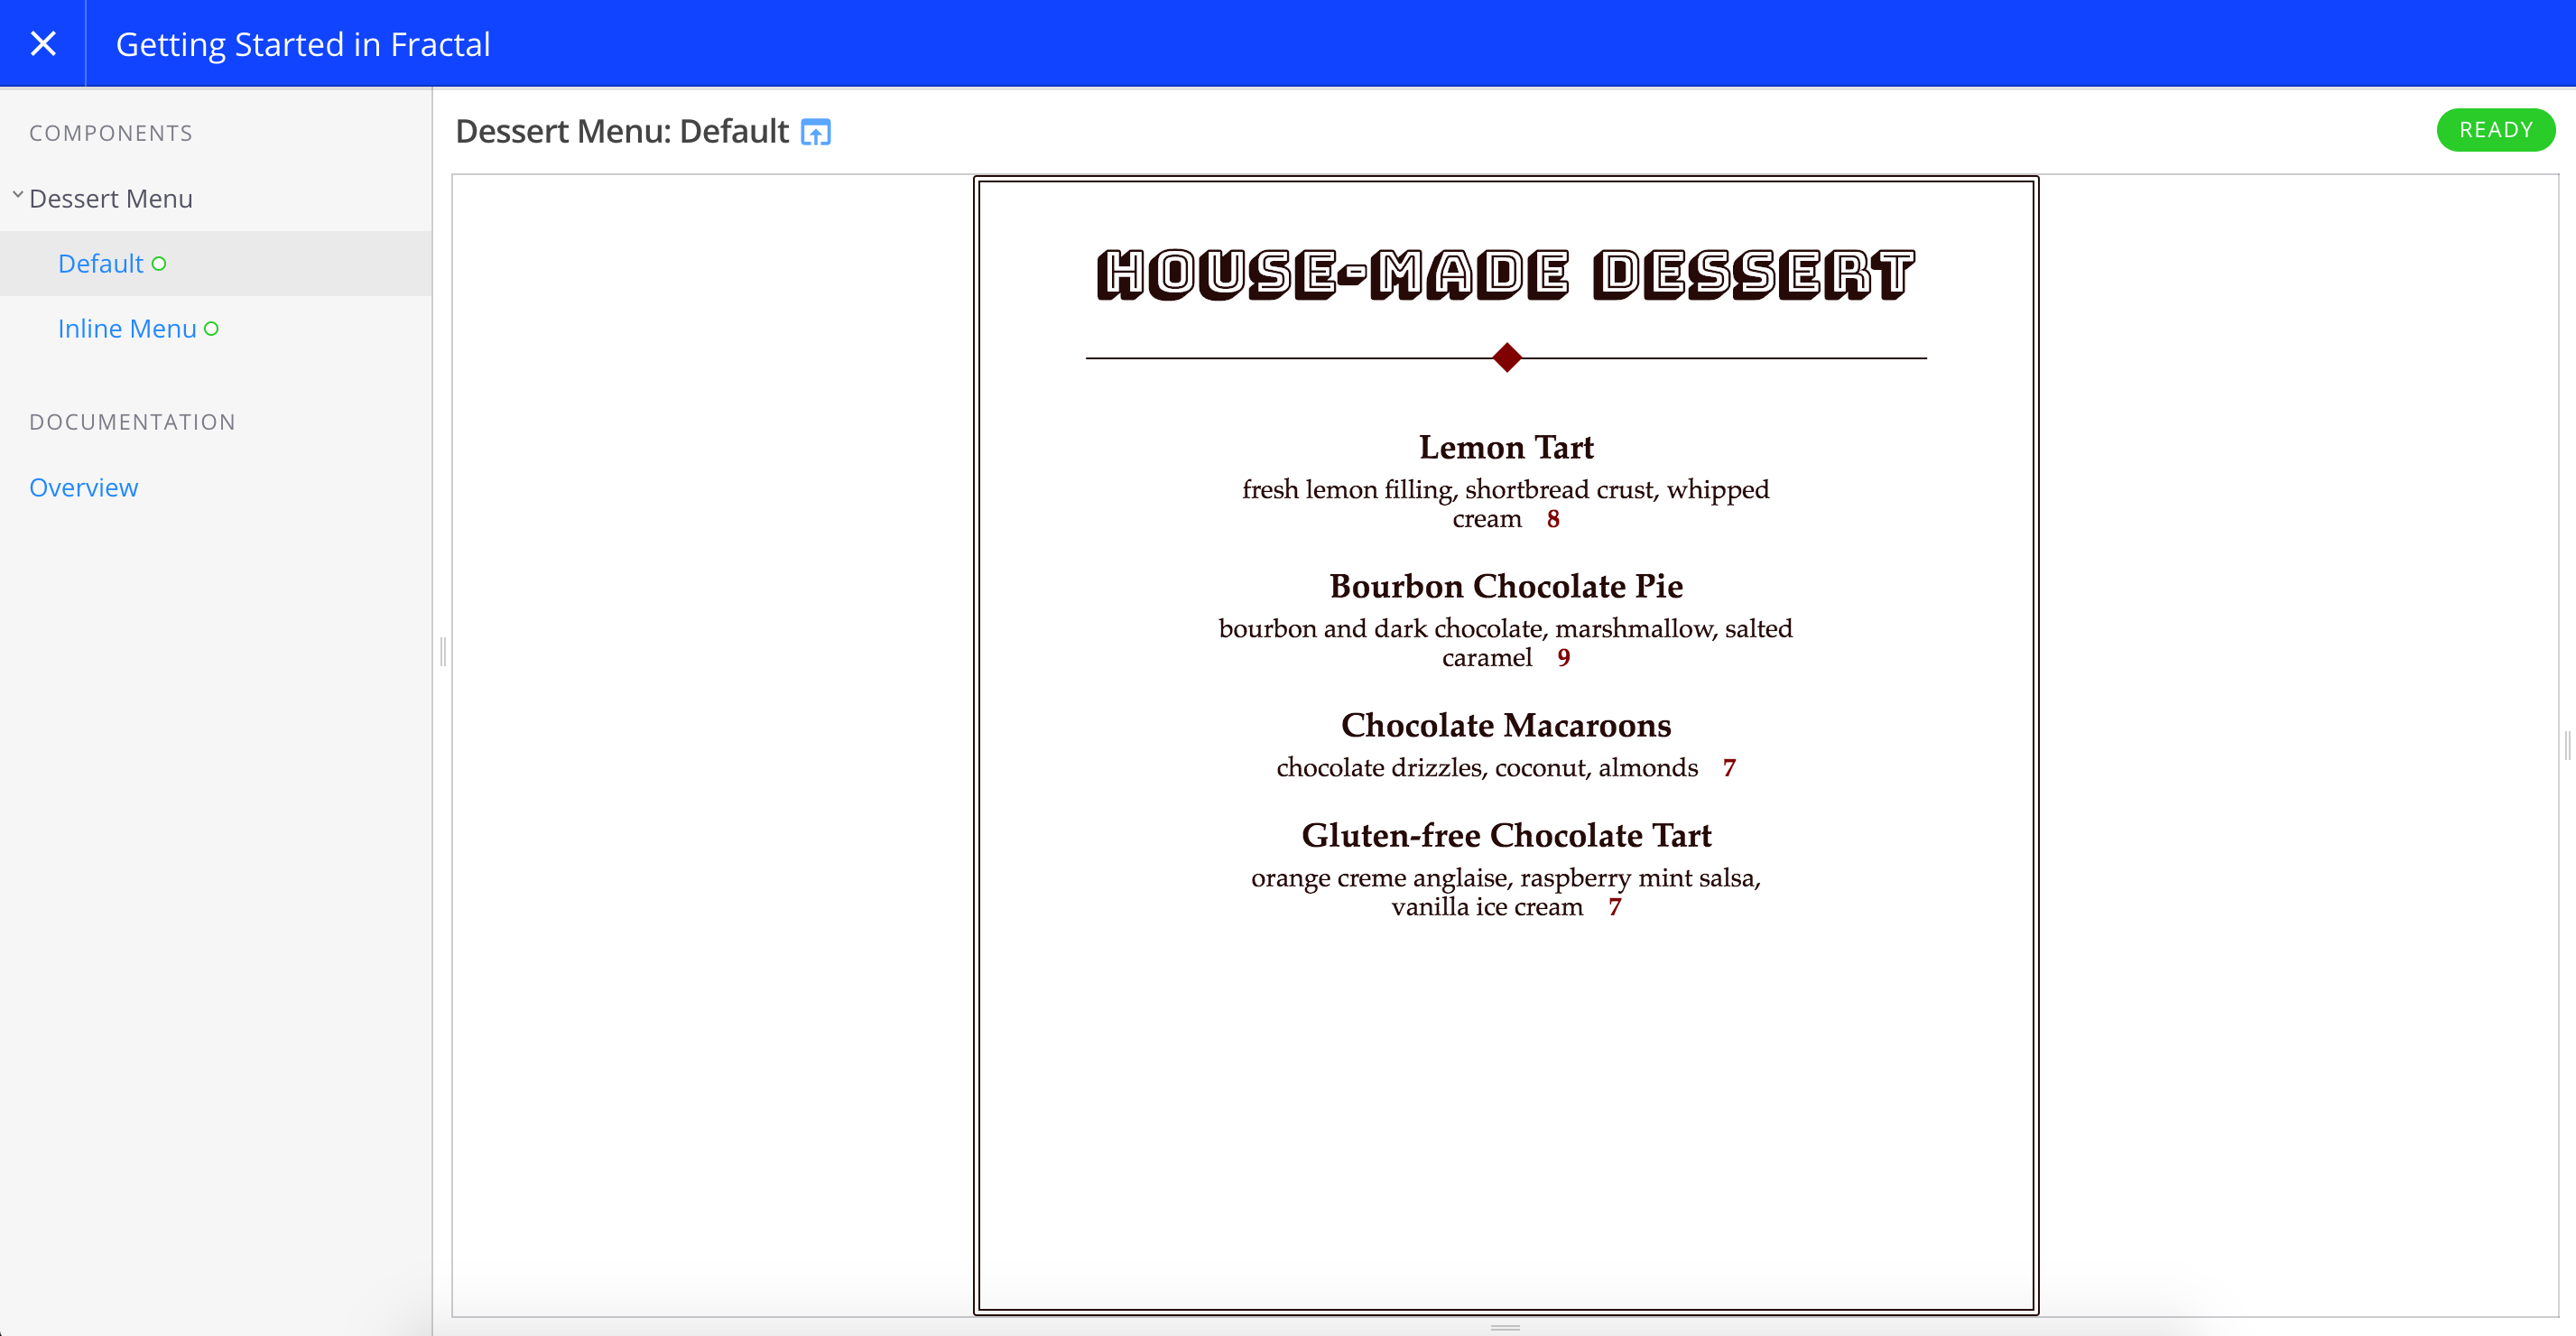 Getting Started in Fractal
COMPONENTS
Dessert Menu
Default
Inline Menu
DOCUMENTATION
Overview
Dessert Menu: Default
READY
HOUSE-MADE DESSERT
Lemon Tart
fresh lemon filling, shortbread crust, whipped
cream 8
Bourbon Chocolate Pie
bourbon and dark chocolate, marshmallow, salted
caramel 9
Chocolate Macaroons
chocolate drizzles, coconut, almonds 7
Gluten-free Chocolate Tart
orange creme anglaise, raspberry mint salsa,
vanilla ice cream 7